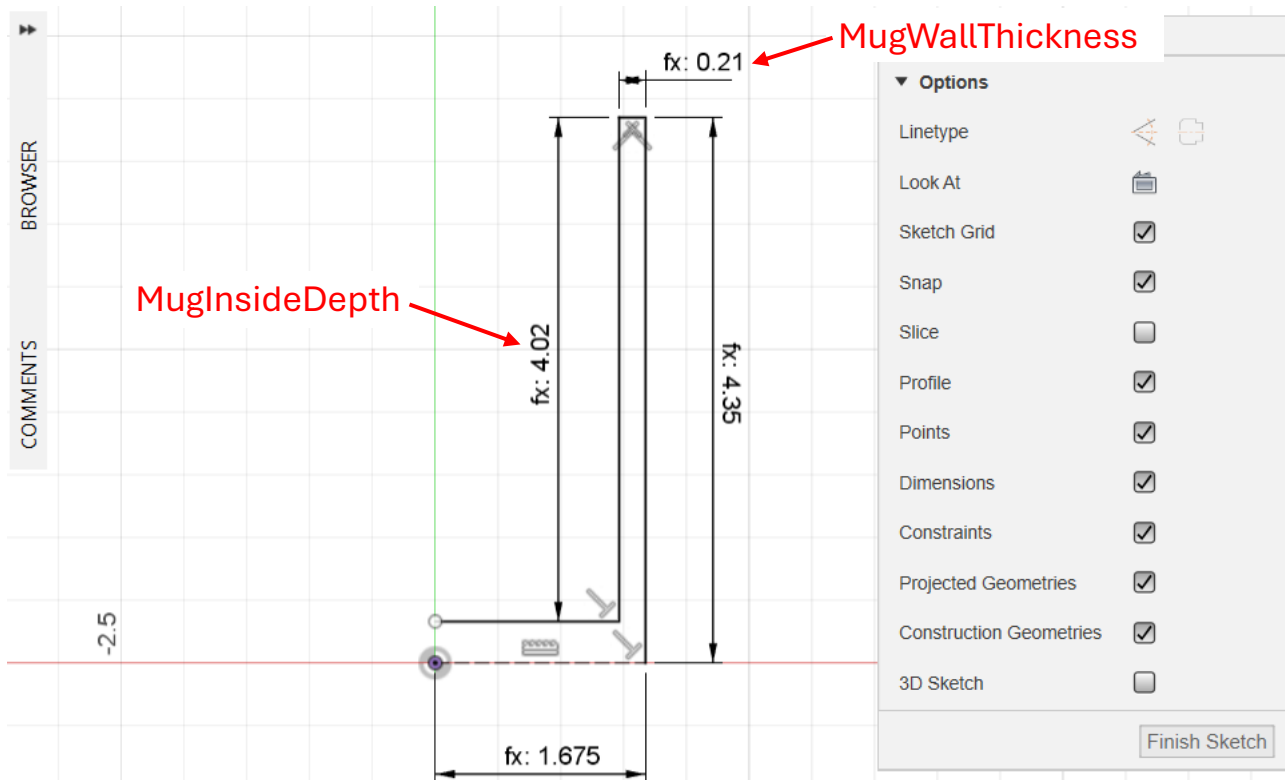 MugWallThickness
fx: 0.21
MugInsideDepth
fx: 4.02
fx: 4.35
fx: 1.675
-2.5
BROWSER
COMMENTS
Options
Linetype
Look At
Sketch Grid
Snap
Slice
Profile
Points
Dimensions
Constraints
Projected Geometries
Construction Geometries
3D Sketch
Finish Sketch